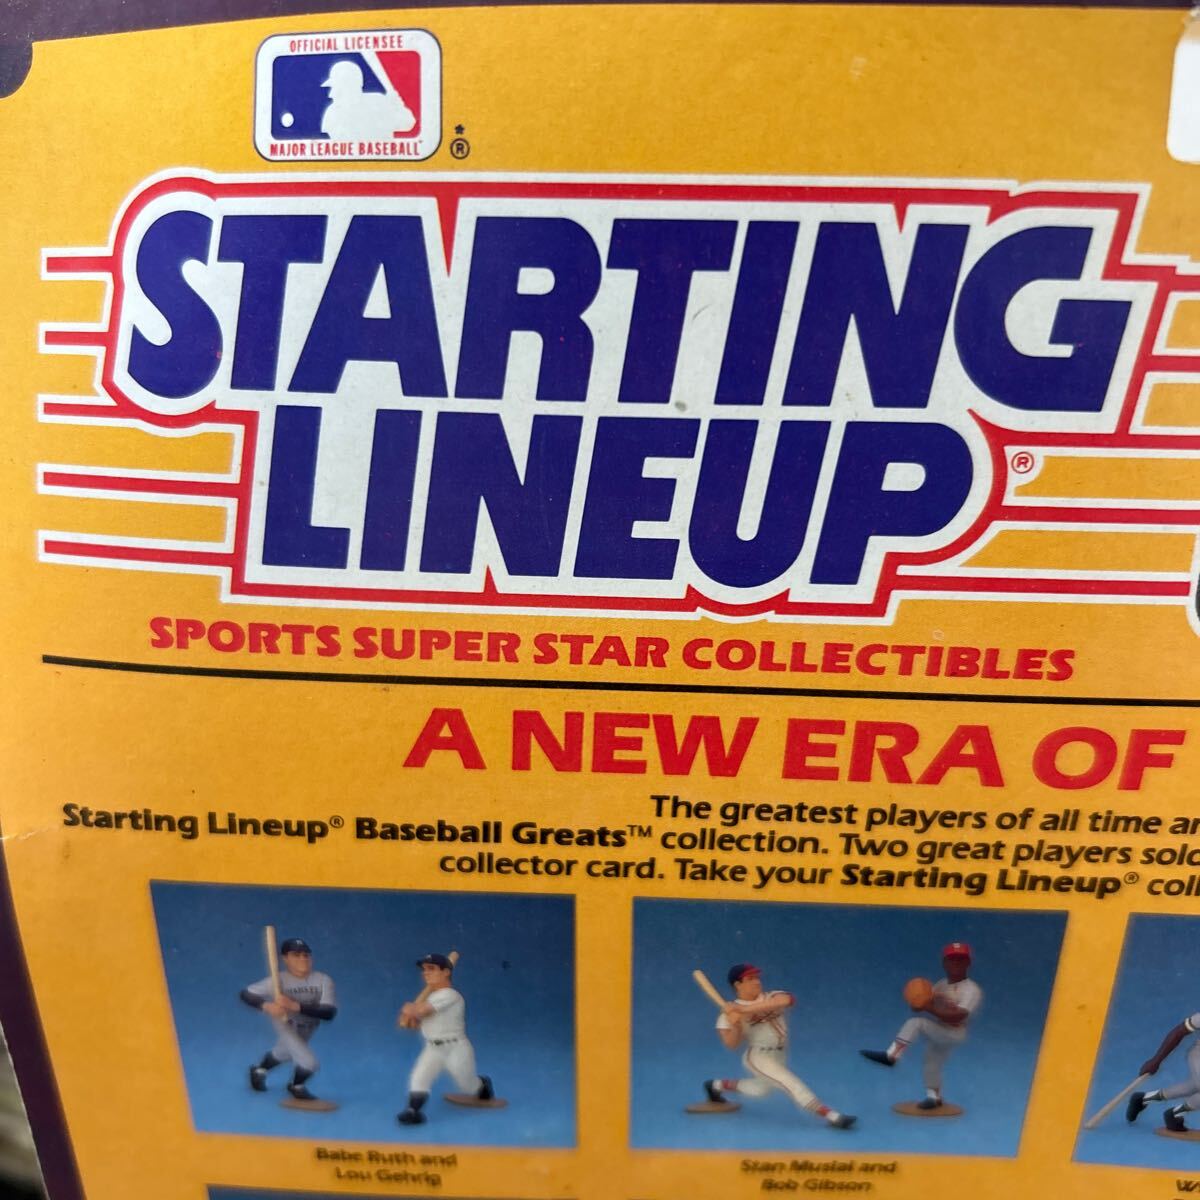 OFFICIAL LICENSEE
MAJOR LEAGUE BASEBALL
*
®
STARTING
LINEUP®
SPORTS SUPER STAR COLLECTIBLES
A NEW ERA OF
The greatest players of all time
Starting Lineup® Baseball Greats™ collection. Two great players sold
collector card. Take your Starting Lineup®
Babe Ruth and
Lou Gehrig
Stan Musial and
Bob Gibson